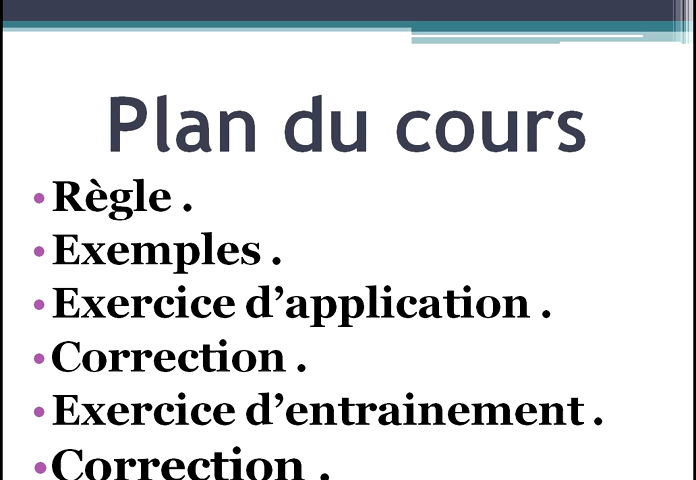 Plan du cours
•Règle .
•Exemples .
•Exercice d’application .
•Correction .
•Exercice d’entrainement .
•Correction .